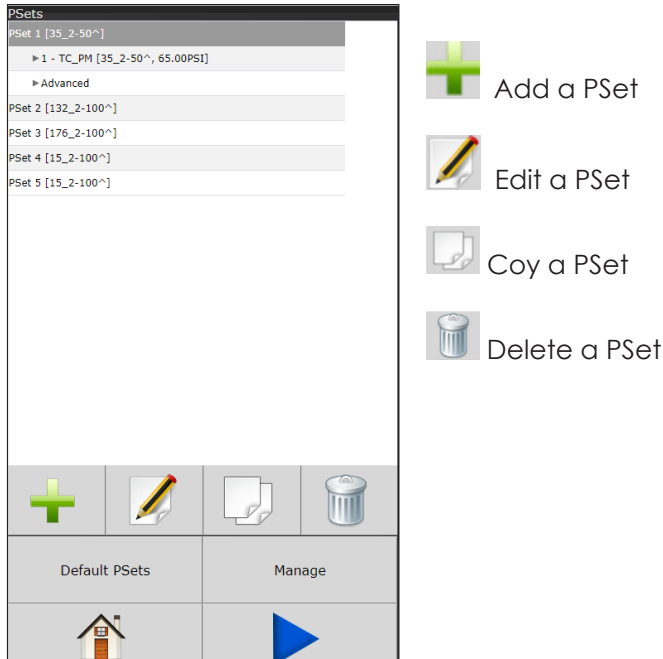 PSets
PSet 1 [35_2-50^]
1 - TC_PM [35_2-50^, 65.00PSI]
Advanced
PSet 2 [132_2-100^]
PSet 3 [176_2-100^]
PSet 4 [15_2-100^]
PSet 5 [15_2-100^]
Default PSets
Manage
Add a PSet
Edit a PSet
Coy a PSet
Delete a PSet